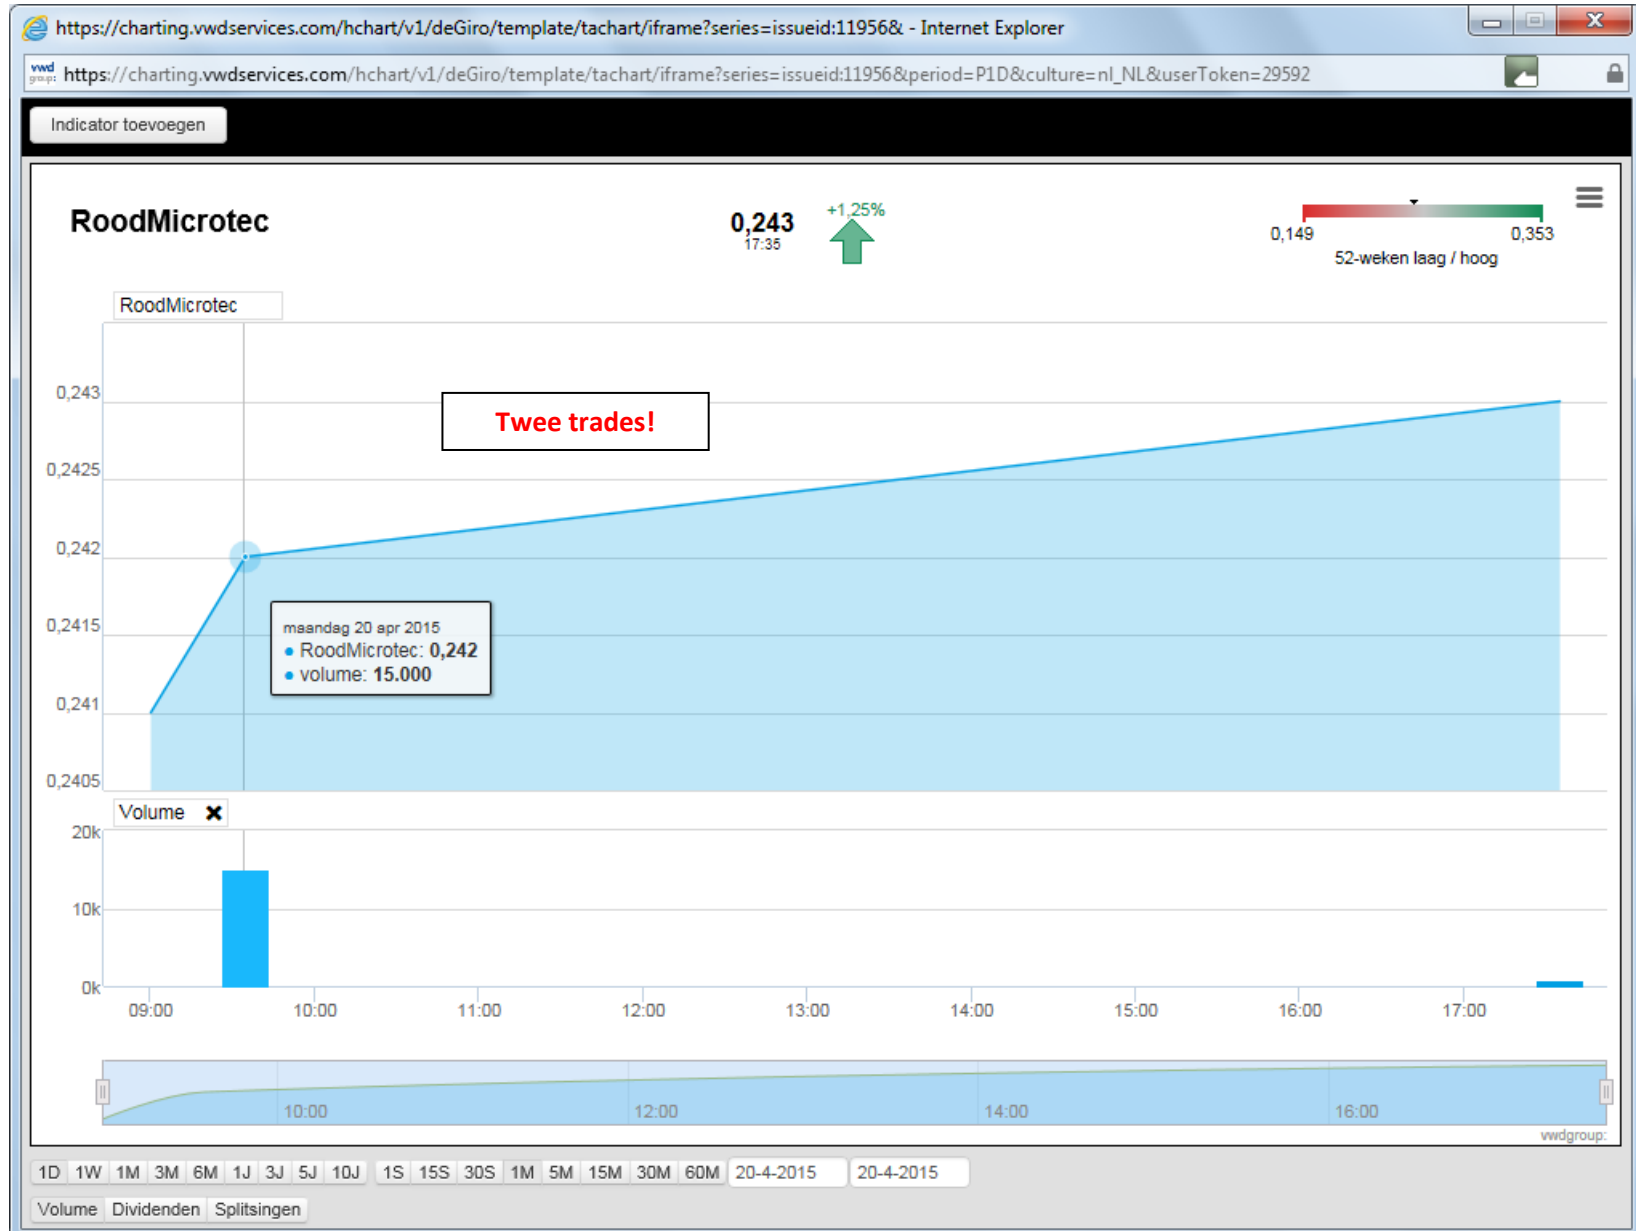 https://charting.vwdservices.com/hchart/v1/deGiro/template/tachart/iframe?series=issueid:11956& - Internet Explorer
vwd group: https://charting.vwdservices.com/hchart/v1/deGiro/template/tachart/iframe?series=issueid:11956&period=P1D&culture=nl_NL&userToken=29592
Indicator toevoegen
RoodMicrotec
0,243
17:35
+1,25%
0,149 0,353
52-weken laag / hoog
RoodMicrotec
0,243
Twee trades!
0,2425
0,242
0,2415
maandag 20 apr 2015
● RoodMicrotec: 0,242
● volume: 15.000
0,241
0,2405
Volume ✖
20k
10k
0k
09:00 10:00 11:00 12:00 13:00 14:00 15:00 16:00 17:00
10:00 12:00 14:00 16:00
vwdgroup:
1D 1W 1M 3M 6M 1J 3J 5J 10J 1S 15S 30S 1M 5M 15M 30M 60M 20-4-2015 20-4-2015
Volume Dividenden Splitsingen